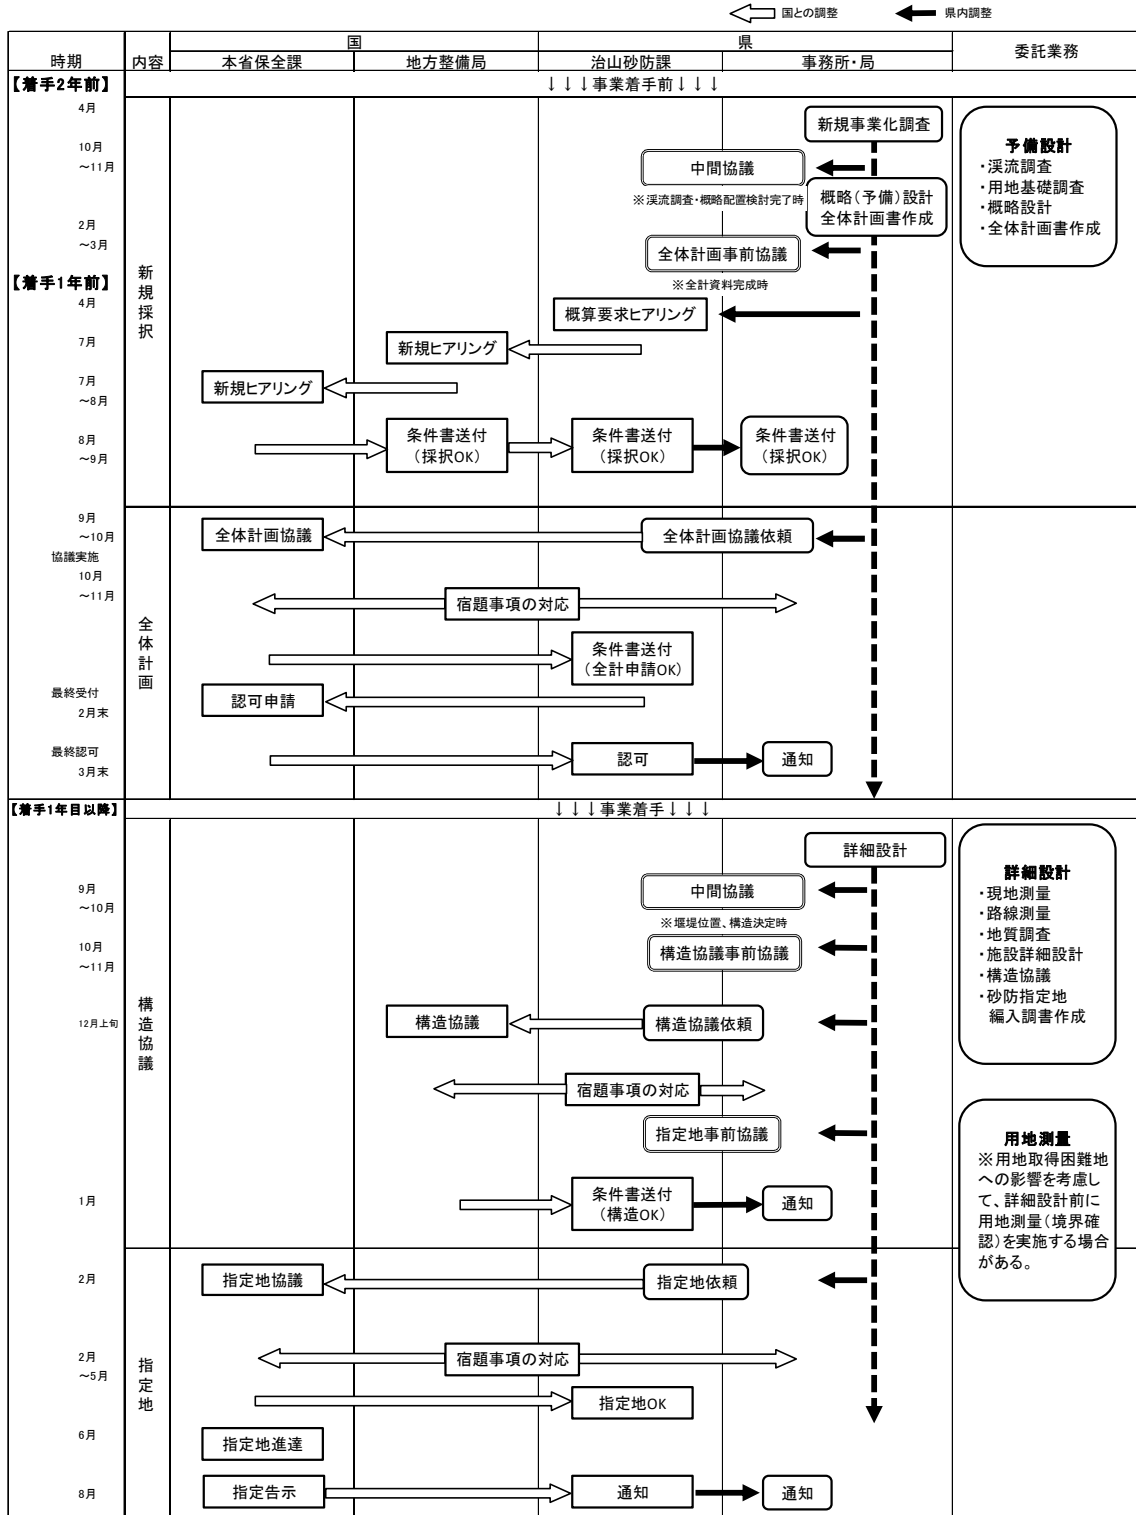 国との調整
県内調整
国
県
時期
内容
本省保全課
地方整備局
治山砂防課
事務所・局
委託業務
【着手2年前】
↓↓↓事業着手前↓↓↓
4月
新規事業化調査
10月
～11月
中間協議
※渓流調査・概略配置検討完了時
概略(予備)設計
全体計画書作成
2月
～3月
全体計画事前協議
※全計資料完成時
予備設計
・渓流調査
・用地基礎調査
・概略設計
・全体計画書作成
新規採択
【着手1年前】
4月
概算要求ヒアリング
7月
新規ヒアリング
7月
～8月
新規ヒアリング
8月
～9月
条件書送付
(採択OK)
条件書送付
(採択OK)
条件書送付
(採択OK)
全体計画
9月
～10月
全体計画協議
全体計画協議依頼
協議実施
10月
～11月
宿題事項の対応
条件書送付
(全計申請OK)
最終受付
2月末
認可申請
最終認可
3月末
認可
通知
【着手1年目以降】
↓↓↓事業着手↓↓↓
詳細設計
構造協議
9月
～10月
中間協議
※堰堤位置、構造決定時
10月
～11月
構造協議事前協議
12月上旬
構造協議
構造協議依頼
宿題事項の対応
指定地事前協議
1月
条件書送付
(構造OK)
通知
詳細設計
・現地測量
・路線測量
・地質調査
・施設詳細設計
・構造協議
・砂防指定地
編入調書作成
用地測量
※用地取得困難地
への影響を考慮し
て、詳細設計前に
用地測量(境界確
認)を実施する場合
がある。
指定地
2月
指定地協議
指定地依頼
2月
～5月
宿題事項の対応
指定地OK
6月
指定地進達
8月
指定告示
通知
通知